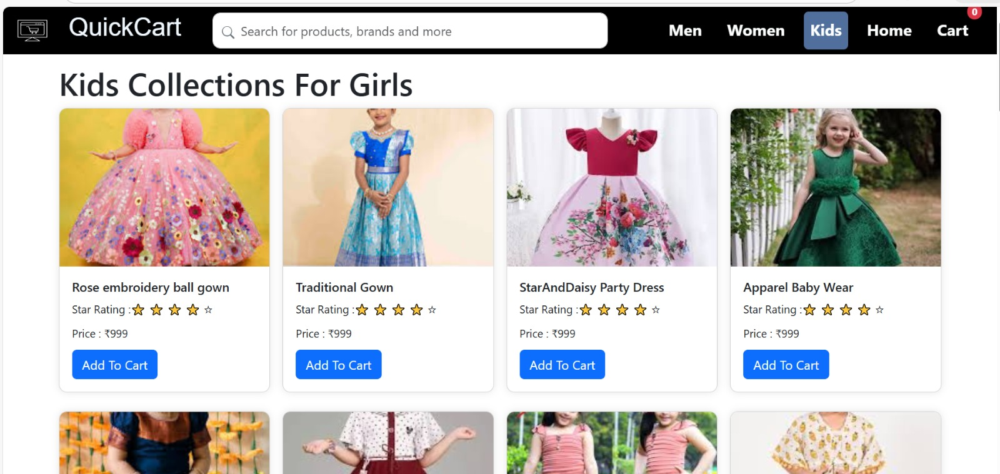 QuickCart
Search for products, brands and more
Men Women Kids Home Cart 0
Kids Collections For Girls
Rose embroidery ball gown
Star Rating :⭐ ⭐ ⭐ ⭐ ☆
Price : ₹999
Add To Cart
Traditional Gown
Star Rating :⭐ ⭐ ⭐ ⭐ ☆
Price : ₹999
Add To Cart
StarAndDaisy Party Dress
Star Rating :⭐ ⭐ ⭐ ⭐ ☆
Price : ₹999
Add To Cart
Apparel Baby Wear
Star Rating :⭐ ⭐ ⭐ ⭐ ☆
Price : ₹999
Add To Cart